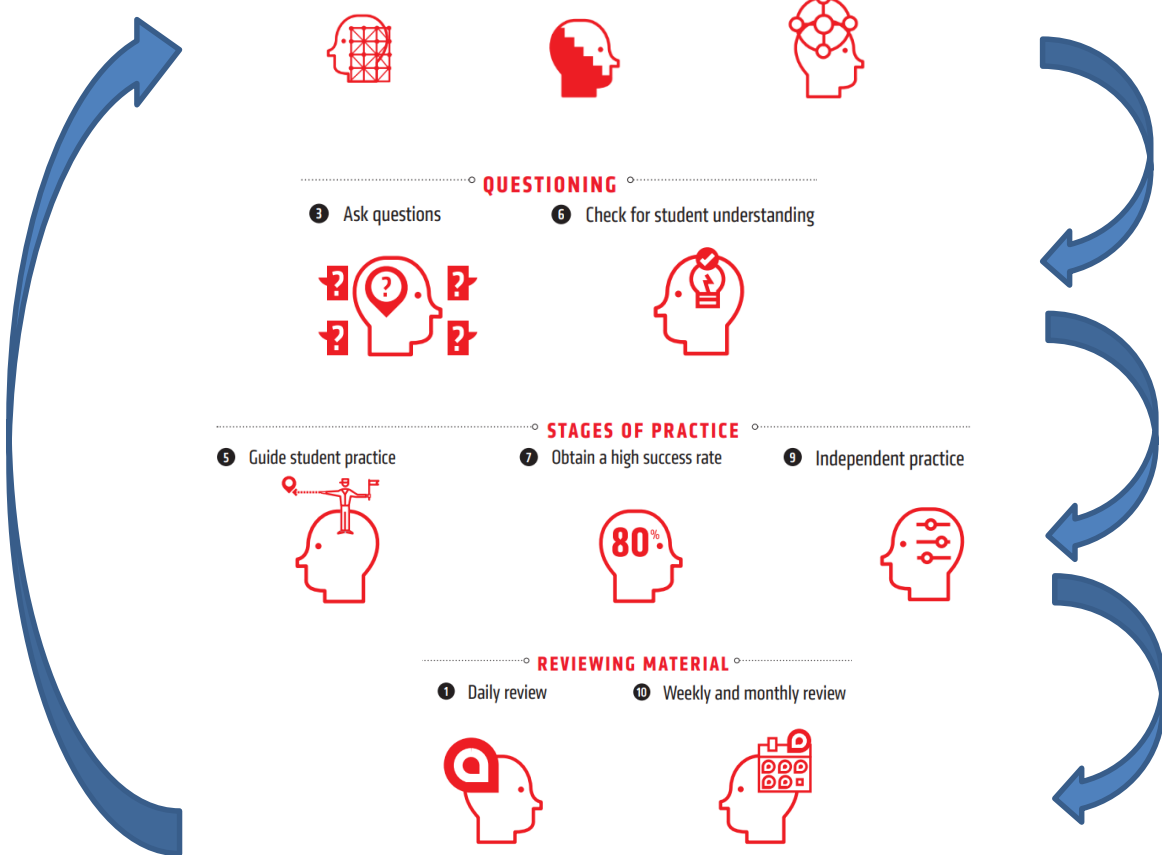 QUESTIONING
3 Ask questions
6 Check for student understanding
?
? ?
? ?
STAGES OF PRACTICE
5 Guide student practice
7 Obtain a high success rate
9 Independent practice
80%
REVIEWING MATERIAL
1 Daily review
10 Weekly and monthly review